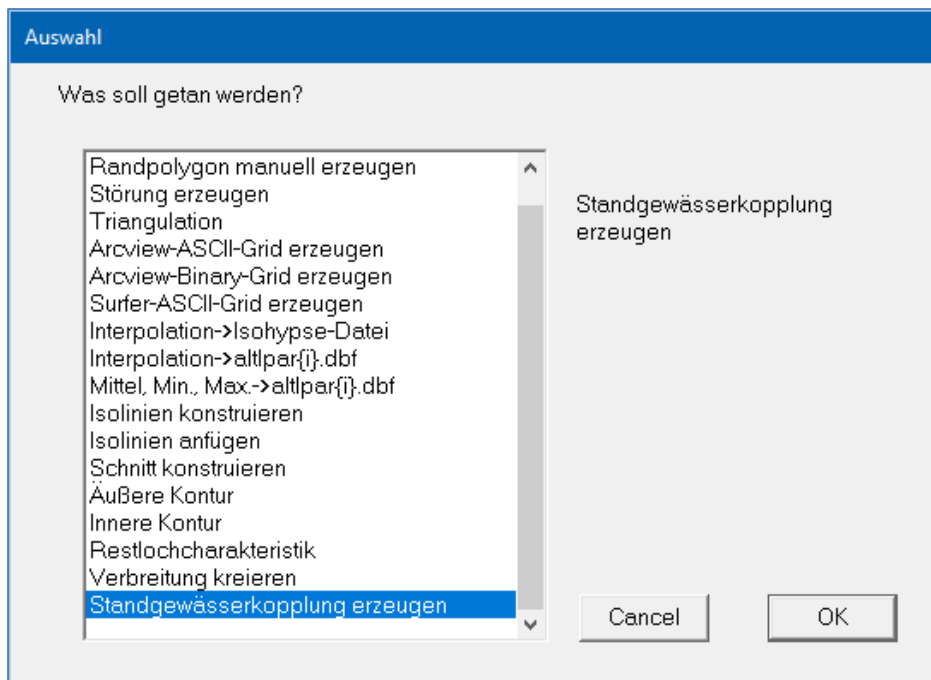 Auswahl
Was soll getan werden?
Randpolygon manuell erzeugen
Störung erzeugen
Triangulation
Arcview-ASCII-Grid erzeugen
Arcview-Binary-Grid erzeugen
Surfer-ASCII-Grid erzeugen
Interpolation->Isohypse-Datei
Interpolation->altlpar{i}.dbf
Mittel, Min., Max.->altlpar{i}.dbf
Isolinien konstruieren
Isolinien anfügen
Schnitt konstruieren
Äußere Kontur
Innere Kontur
Restlochcharakteristik
Verbreitung kreieren
Standgewässerkopplung erzeugen
Standgewässerkopplung
erzeugen
Cancel
OK